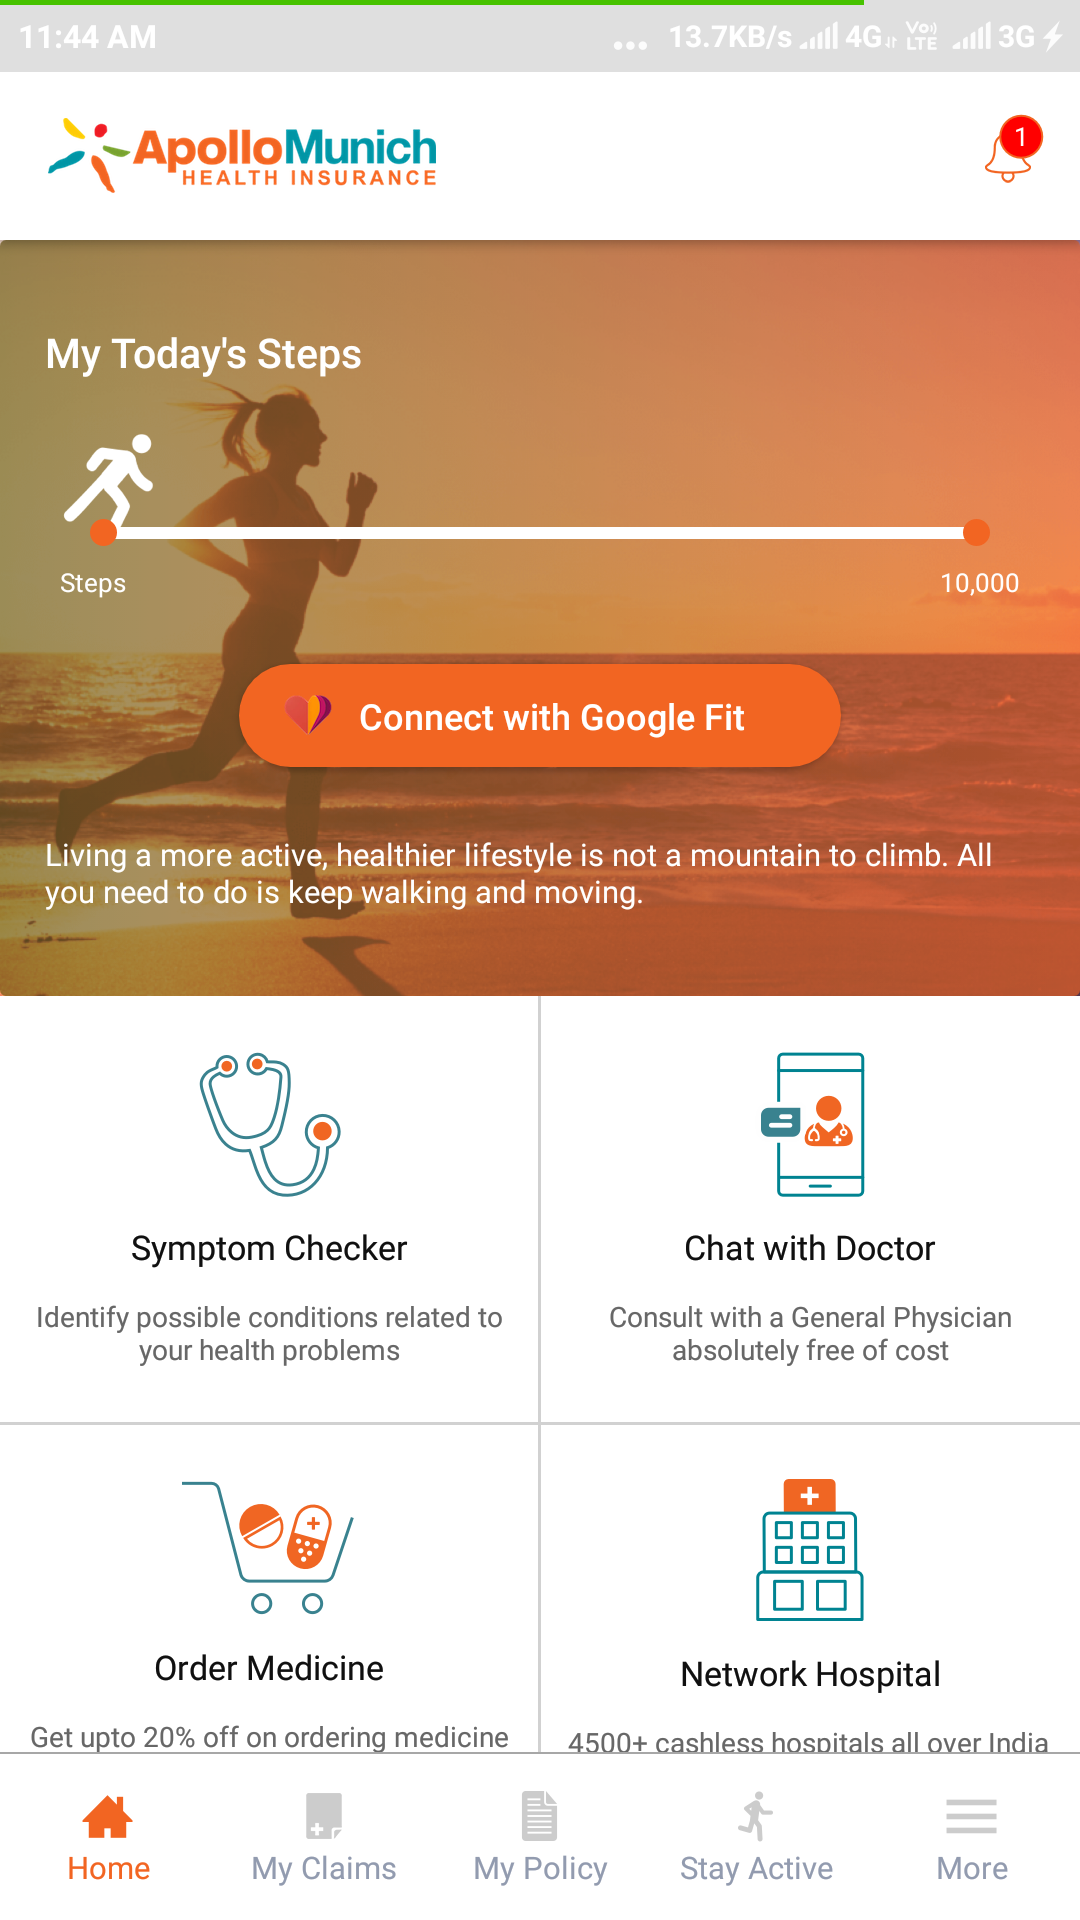 11:44 AM
... 13.7KB/s 4G VoLTE 3G
ApolloMunich
HEALTH INSURANCE
1
My Today's Steps
Steps
10,000
Connect with Google Fit
Living a more active, healthier lifestyle is not a mountain to climb. All
you need to do is keep walking and moving.
Symptom Checker
Identify possible conditions related to
your health problems
Chat with Doctor
Consult with a General Physician
absolutely free of cost
Order Medicine
Get upto 20% off on ordering medicine
Network Hospital
4500+ cashless hospitals all over India
Home
My Claims
My Policy
Stay Active
More